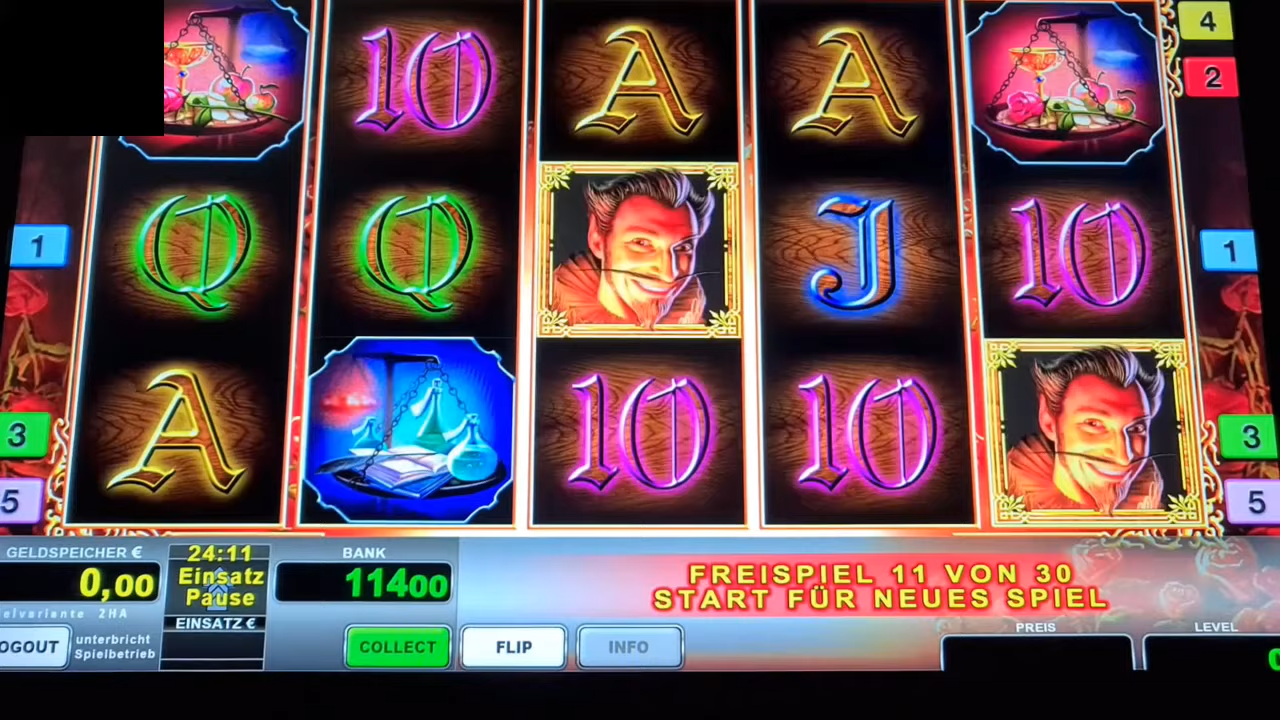 4
10 A A
2
Q Q J 10
1 1
A 10 10
3 3
5 5
GELDSPEICHER € 24:11 BANK
0,00 Einsatz Pause 11400
FREISPIEL 11 VON 30
START FÜR NEUES SPIEL
elvariante 2HA
EINSATZ €
PREIS LEVEL
OGOUT unterbricht Spielbetrieb COLLECT FLIP INFO